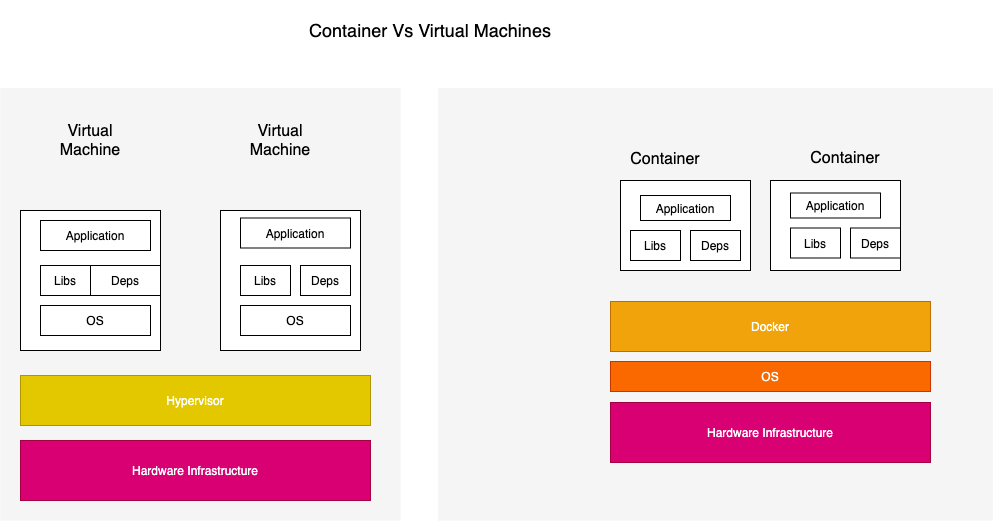 Container Vs Virtual Machines
Virtual
Machine
Virtual
Machine
Application
Libs
Deps
OS
Application
Libs
Deps
OS
Hypervisor
Hardware Infrastructure
Container
Container
Application
Libs
Deps
Application
Libs
Deps
Docker
OS
Hardware Infrastructure